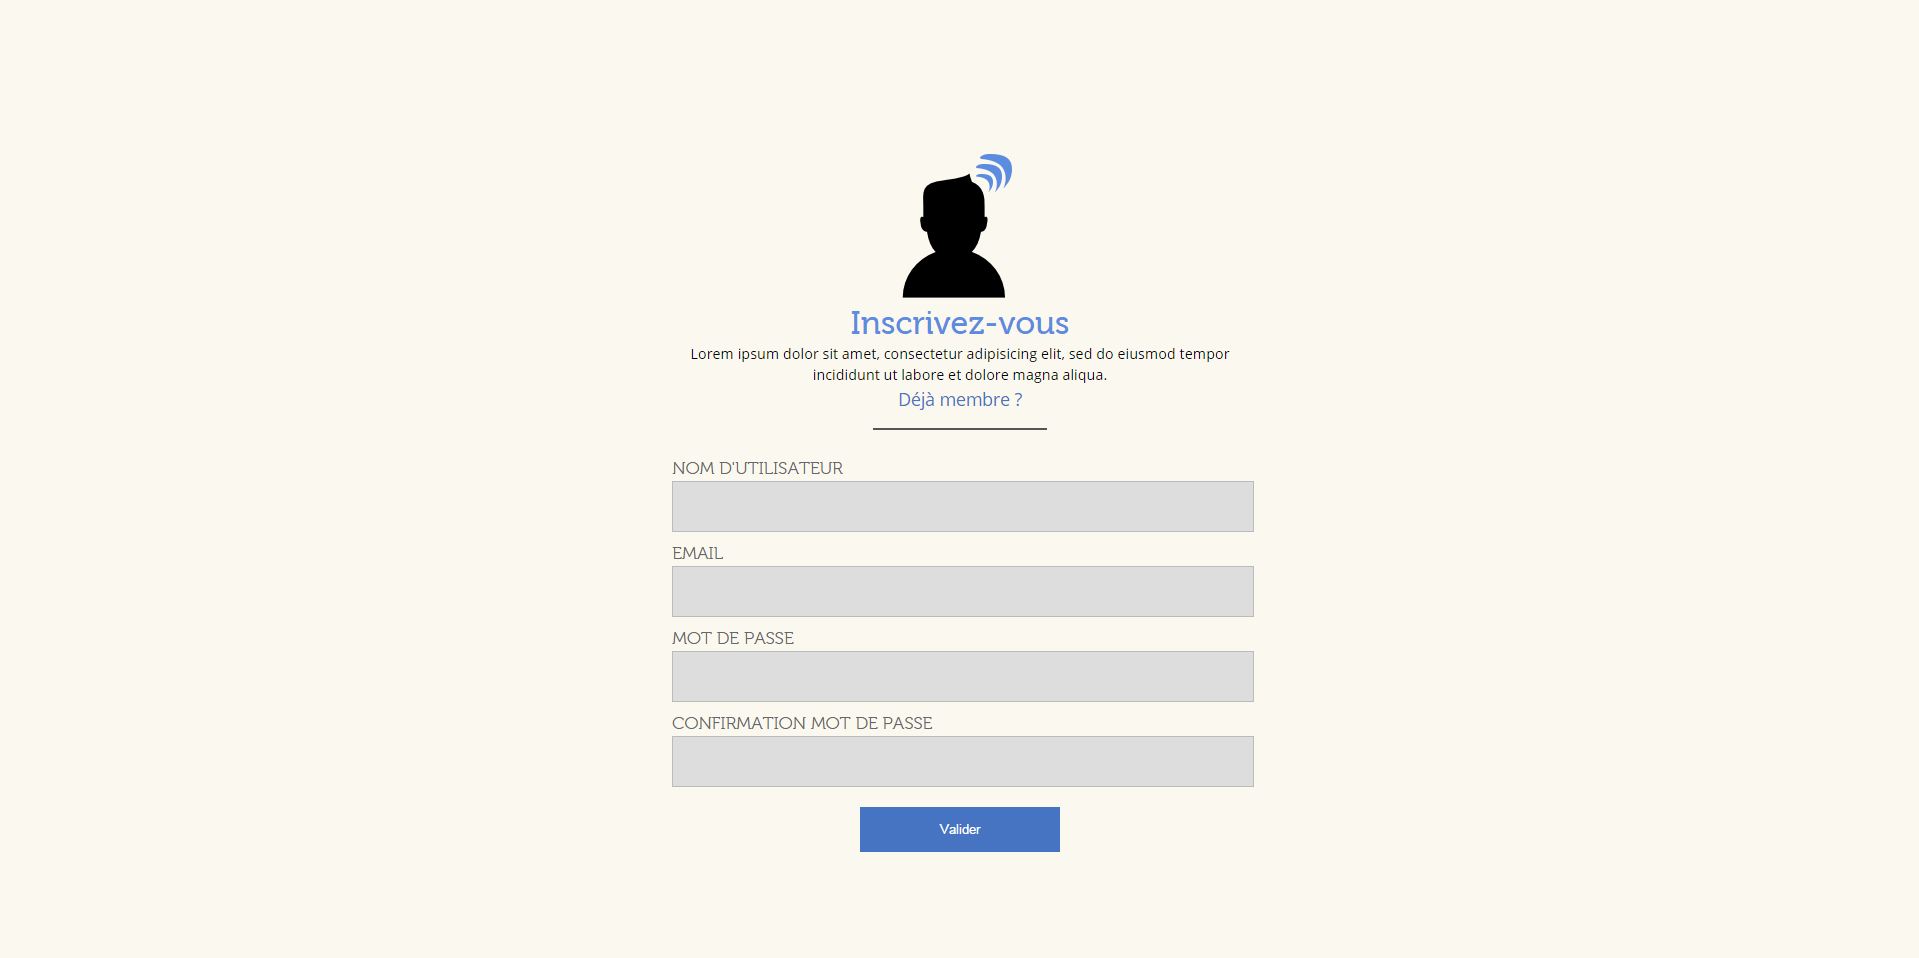 Inscrivez-vous
Lorem ipsum dolor sit amet, consectetur adipisicing elit, sed do eiusmod tempor
incididunt ut labore et dolore magna aliqua.
Déjà membre ?
NOM D'UTILISATEUR
EMAIL
MOT DE PASSE
CONFIRMATION MOT DE PASSE
Valider